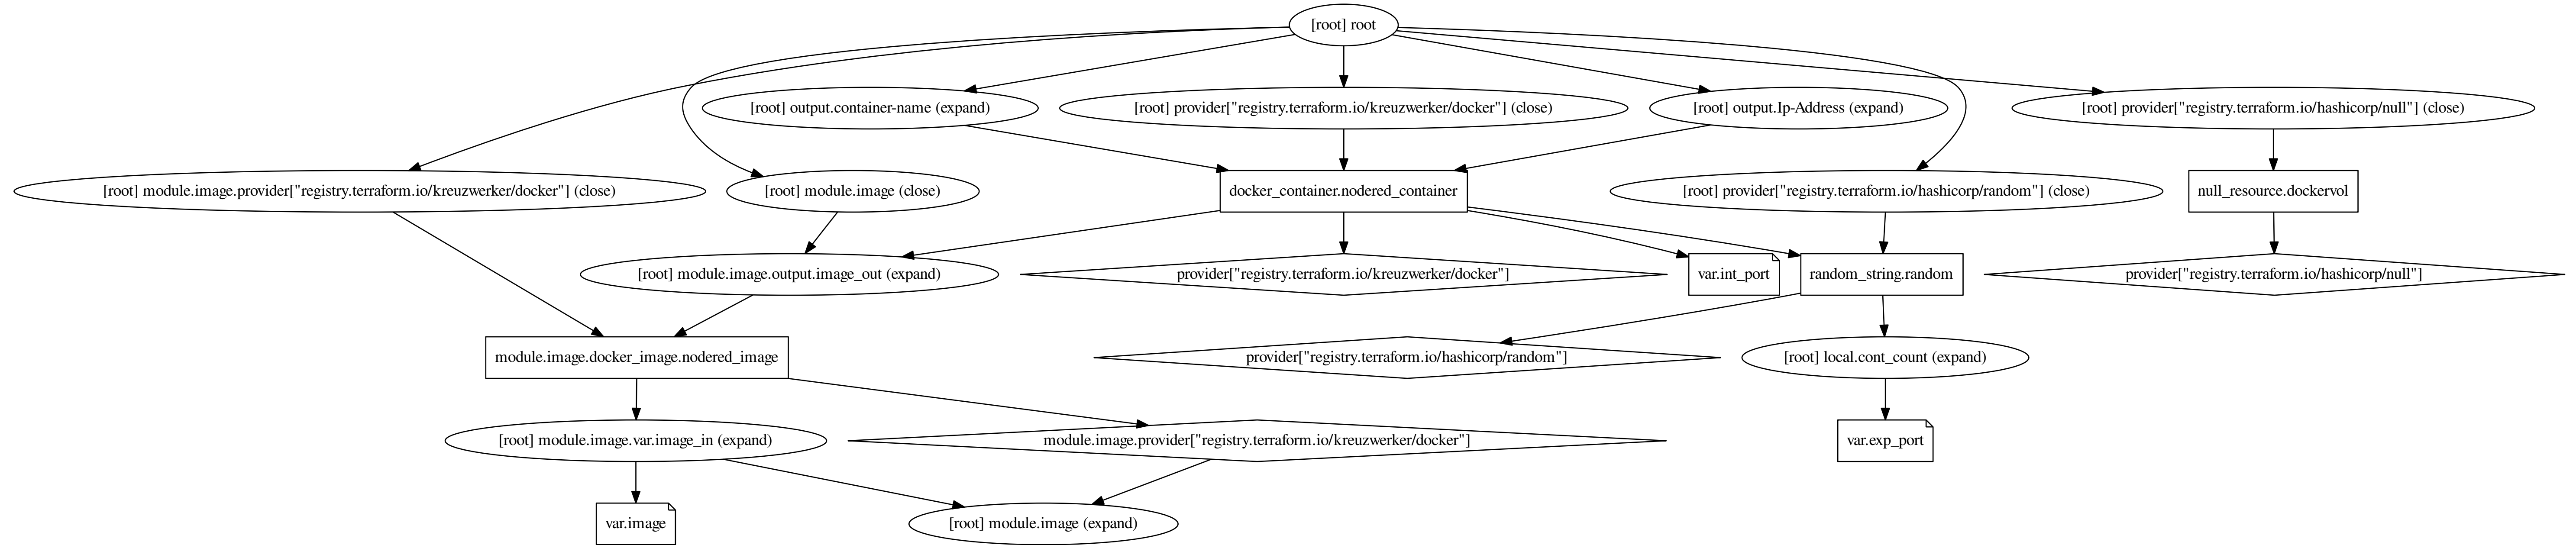 [root] root
[root] output.container-name (expand)
[root] provider["registry.terraform.io/kreuzwerker/docker"] (close)
[root] output.Ip-Address (expand)
[root] provider["registry.terraform.io/hashicorp/null"] (close)
[root] module.image.provider["registry.terraform.io/kreuzwerker/docker"] (close)
[root] module.image (close)
docker_container.nodered_container
[root] provider["registry.terraform.io/hashicorp/random"] (close)
null_resource.dockervol
[root] module.image.output.image_out (expand)
provider["registry.terraform.io/kreuzwerker/docker"]
var.int_port
random_string.random
provider["registry.terraform.io/hashicorp/null"]
module.image.docker_image.nodered_image
provider["registry.terraform.io/hashicorp/random"]
[root] local.cont_count (expand)
[root] module.image.var.image_in (expand)
module.image.provider["registry.terraform.io/kreuzwerker/docker"]
var.exp_port
var.image
[root] module.image (expand)